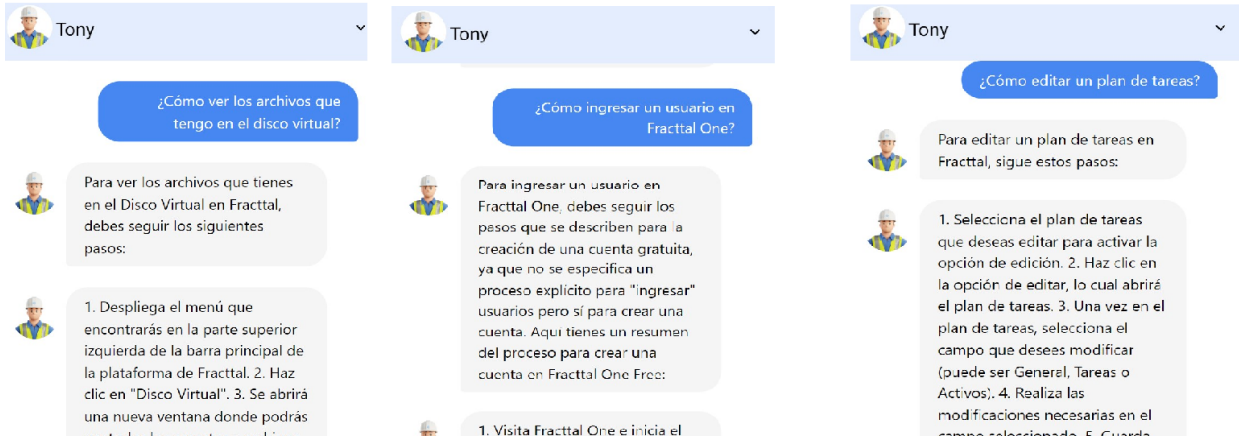 Tony
¿Cómo ver los archivos que
tengo en el disco virtual?
Para ver los archivos que tienes
en el Disco Virtual en Fracttal,
debes seguir los siguientes
pasos:
1. Despliega el menú que
encontrarás en la parte superior
izquierda de la barra principal de
la plataforma de Fracttal. 2. Haz
clic en "Disco Virtual". 3. Se abrirá
una nueva ventana donde podrás
Tony
¿Cómo ingresar un usuario en
Fracttal One?
Para ingresar un usuario en
Fracttal One, debes seguir los
pasos que se describen para la
creación de una cuenta gratuita,
ya que no se especifica un
proceso explícito para "ingresar"
usuarios pero sí para crear una
cuenta. Aquí tienes un resumen
del proceso para crear una
cuenta en Fracttal One Free:
1. Visita Fracttal One e inicia el
Tony
¿Cómo editar un plan de tareas?
Para editar un plan de tareas en
Fracttal, sigue estos pasos:
1. Selecciona el plan de tareas
que deseas editar para activar la
opción de edición. 2. Haz clic en
la opción de editar, lo cual abrirá
el plan de tareas. 3. Una vez en el
plan de tareas, selecciona el
campo que desees modificar
(puede ser General, Tareas o
Activos). 4. Realiza las
modificaciones necesarias en el
campo seleccionado. 5. Guarda